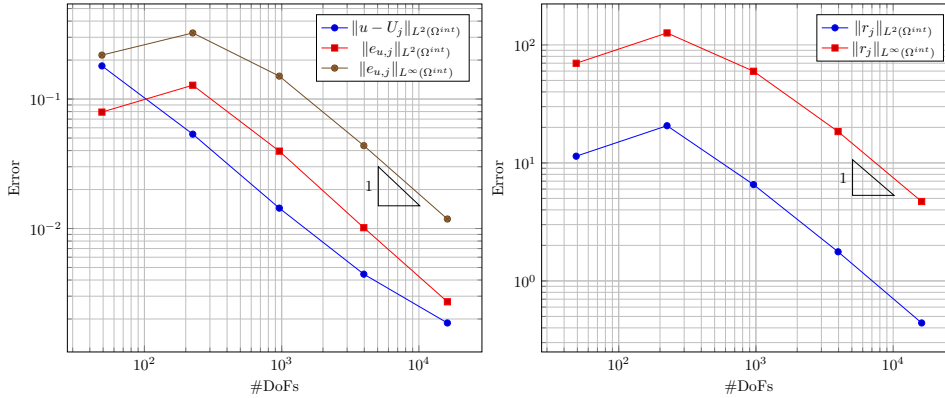 ‖u − U_j‖_{L²(Ω^{int})}
‖e_{u,j}‖_{L²(Ω^{int})}
‖e_{u,j}‖_{L^∞(Ω^{int})}
10^{−1}
10^{−2}
Error
1
10^2
10^3
10^4
#DoFs
‖r_j‖_{L²(Ω^{int})}
‖r_j‖_{L^∞(Ω^{int})}
10^2
10^1
10^0
Error
1
10^2
10^3
10^4
#DoFs